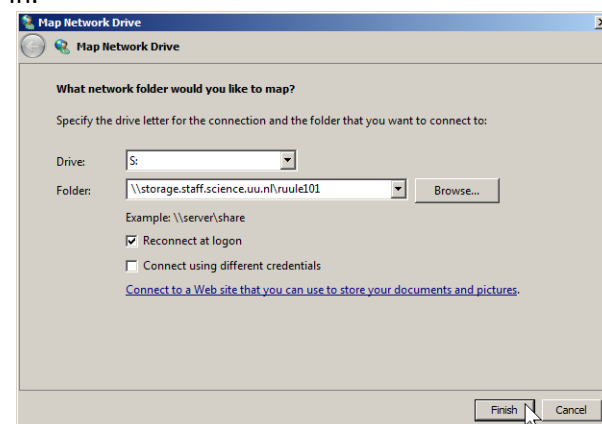 in.
Map Network Drive
Map Network Drive
What network folder would you like to map?
Specify the drive letter for the connection and the folder that you want to connect to:
Drive: S:
Folder: \\storage.staff.science.uu.nl\ruule101 Browse...
Example: \\server\share
Reconnect at logon
Connect using different credentials
Connect to a Web site that you can use to store your documents and pictures.
Finish Cancel